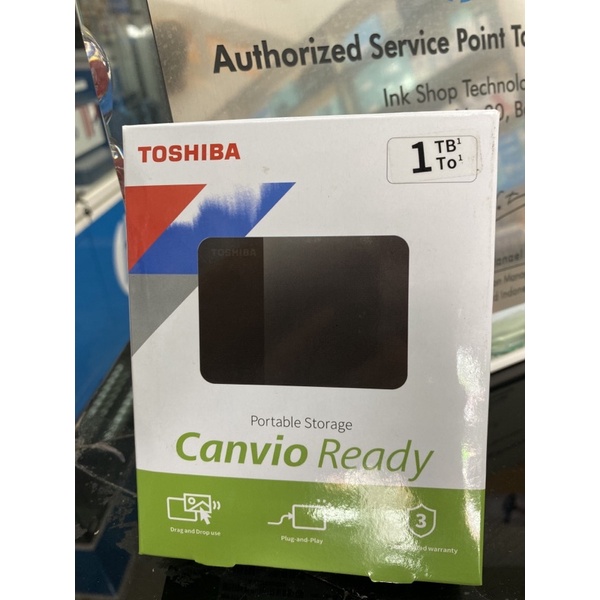 Authorized Service Point
Ink Shop Technolo
TOSHIBA
1 TB¹
To¹
TOSHIBA
Portable Storage
Canvio Ready
Drag and Drop use
Plug-and-Play
3
warranty